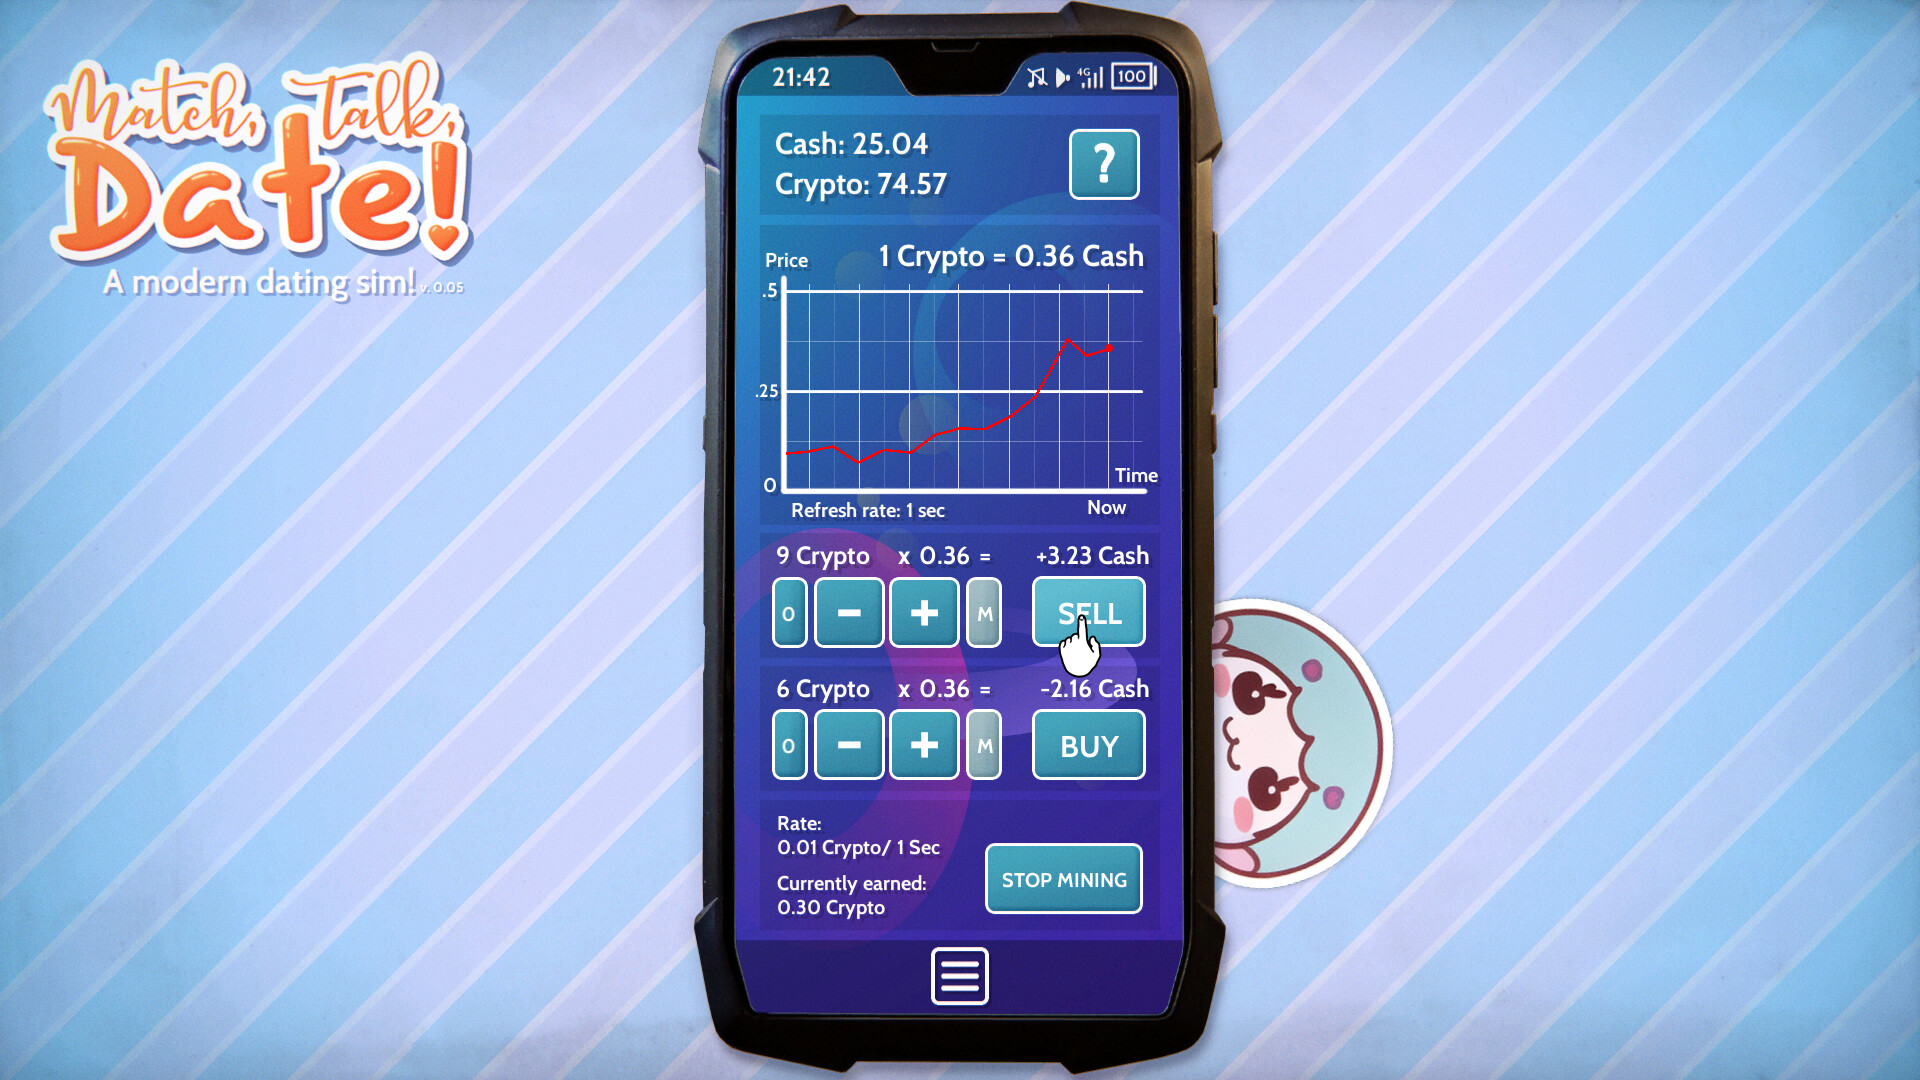 Match, Talk,
Date!
A modern dating sim! v. 0.05
21:42
4G
100
Cash: 25.04
?
Crypto: 74.57
Price
1 Crypto = 0.36 Cash
.5
.25
0
Time
Refresh rate: 1 sec
Now
9 Crypto x 0.36 = +3.23 Cash
0 - + M SELL
6 Crypto x 0.36 = -2.16 Cash
0 - + M BUY
Rate:
0.01 Crypto/ 1 Sec
Currently earned:
0.30 Crypto
STOP MINING